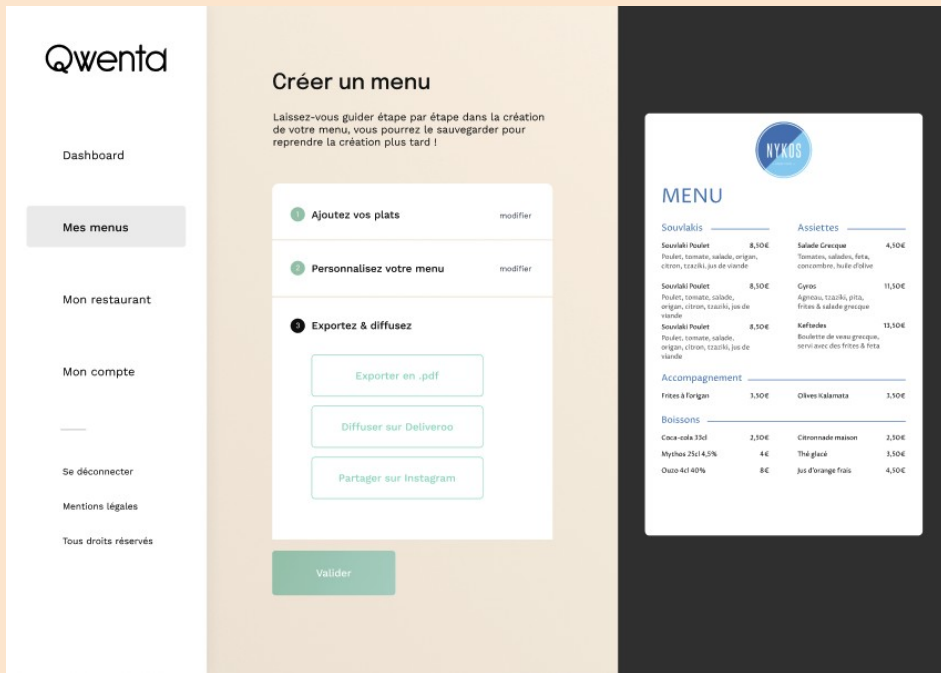 Qwenta
Dashboard
Mes menus
Mon restaurant
Mon compte
Se déconnecter
Mentions légales
Tous droits réservés
Créer un menu
Laissez-vous guider étape par étape dans la création
de votre menu, vous pourrez le sauvegarder pour
reprendre la création plus tard !
1 Ajoutez vos plats modifier
2 Personnalisez votre menu modifier
3 Exportez & diffusez
Exporter en .pdf
Diffuser sur Deliveroo
Partager sur Instagram
Valider
NYKOS
MENU
Souvlakis
Souvlaki Poulet 8,50€
Poulet, tomate, salade, origan,
citron, tzaziki, jus de viande
Souvlaki Poulet 8,50€
Poulet, tomate, salade,
origan, citron, tzaziki, jus de
viande
Souvlaki Poulet 8,50€
Poulet, tomate, salade,
origan, citron, tzaziki, jus de
viande
Assiettes
Salade Grecque 4,50€
Tomates, salades, feta,
concombre, huile d'olive
Gyros 11,50€
Agneau, tzaziki, pita,
frites & salade grecque
Keftedes 13,50€
Boulette de veau grecque,
servi avec des frites & feta
Accompagnement
Frites à l'origan 3,50€ Olives Kalamata 3,50€
Boissons
Coca-cola 33cl 2,50€ Citronnade maison 2,50€
Mythos 25cl 4,5% 4€ Thé glacé 3,50€
Ouzo 4cl 40% 8€ Jus d'orange frais 4,50€